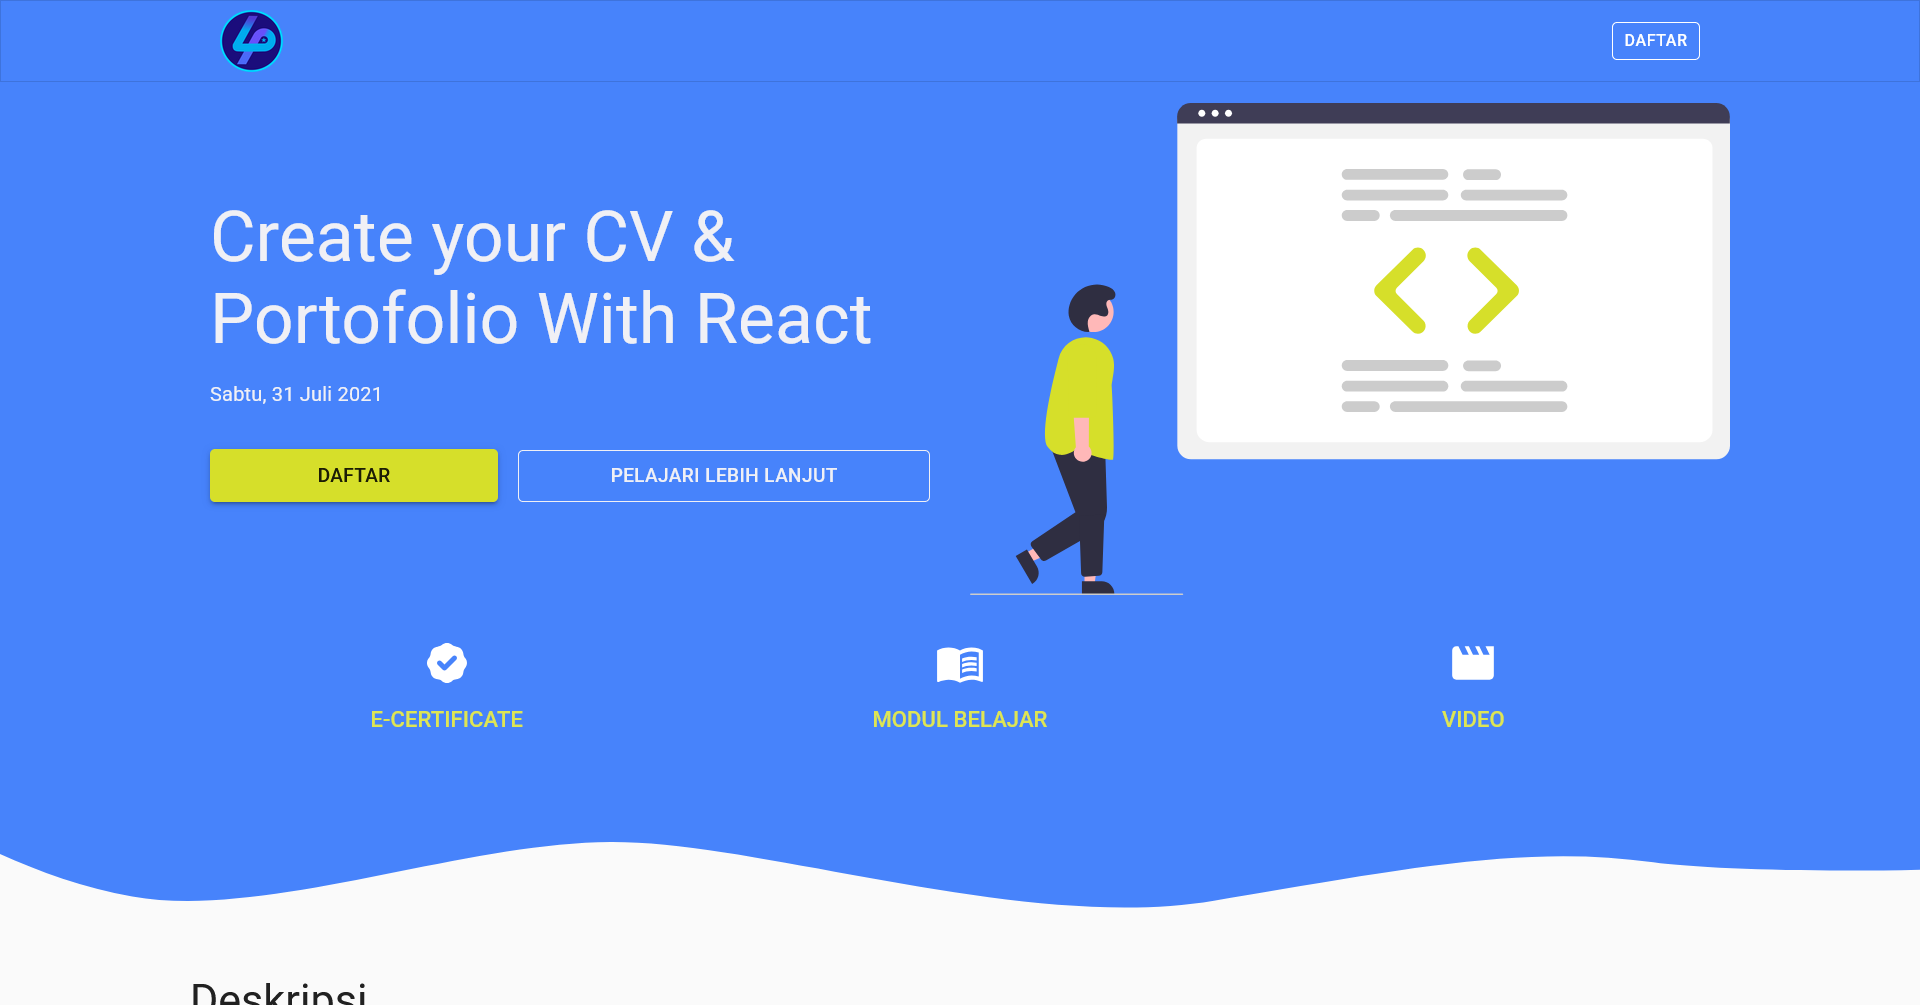 DAFTAR
Create your CV &
Portofolio With React
Sabtu, 31 Juli 2021
DAFTAR
PELAJARI LEBIH LANJUT
E-CERTIFICATE
MODUL BELAJAR
VIDEO
Deskripsi